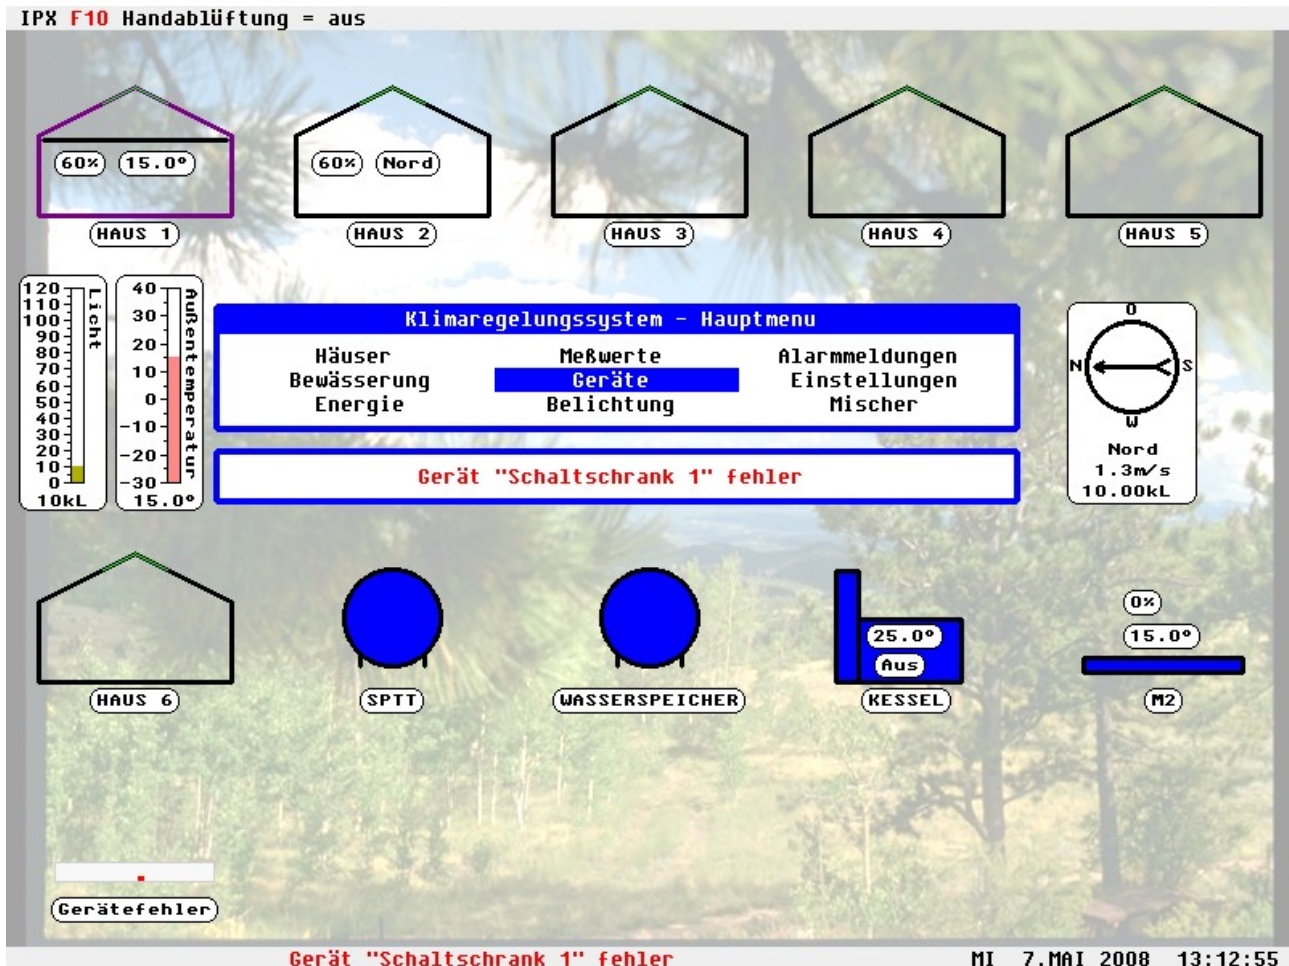 IPX F10 Handablüftung = aus
60% 15.0°
60% Nord
HAUS 1
HAUS 2
HAUS 3
HAUS 4
HAUS 5
120
110
100
90
80
70
60
50
40
30
20
10
0
Licht
10kL
40
30
20
10
0
-10
-20
-30
Außentemperatur
15.0°
Klimaregelungssystem - Hauptmenu
Häuser Meßwerte Alarmmeldungen
Bewässerung Geräte Einstellungen
Energie Belichtung Mischer
Gerät "Schaltschrank 1" fehler
O
N S
W
Nord
1.3m/s
10.00kL
HAUS 6
SPTT
WASSERSPEICHER
25.0°
Aus
KESSEL
0%
15.0°
M2
Gerätefehler
Gerät "Schaltschrank 1" fehler MI 7.MAI 2008 13:12:55